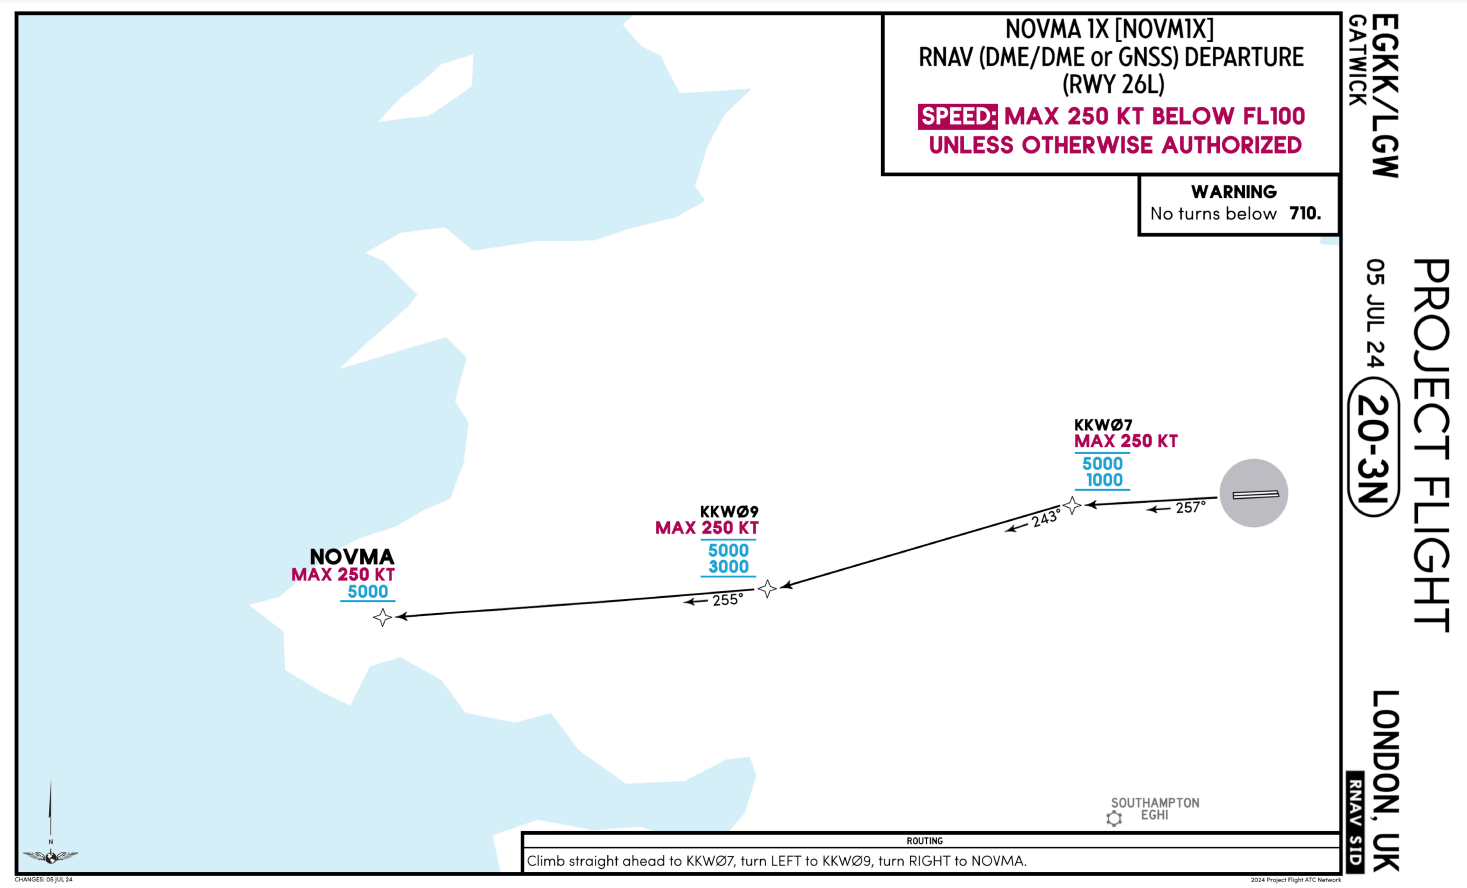 NOVMA 1X [NOVM1X]
RNAV (DME/DME or GNSS) DEPARTURE
(RWY 26L)
SPEED: MAX 250 KT BELOW FL100
UNLESS OTHERWISE AUTHORIZED
WARNING
No turns below 710.
EGKK/LGW
GATWICK
05 JUL 24
20-3N
PROJECT FLIGHT
LONDON, UK
RNAV SID
KKWØ7
MAX 250 KT
5000
1000
257°
243°
KKWØ9
MAX 250 KT
5000
3000
255°
NOVMA
MAX 250 KT
5000
SOUTHAMPTON
EGHI
N
ROUTING
Climb straight ahead to KKWØ7, turn LEFT to KKWØ9, turn RIGHT to NOVMA.
CHANGES: 05 JUL 24
2024 Project Flight ATC Network